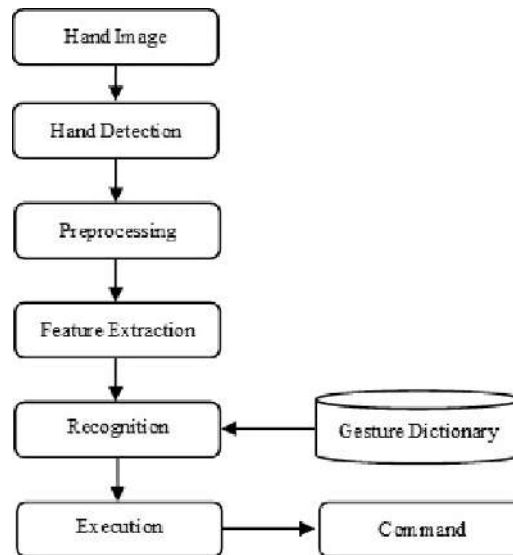 Hand Image
Hand Detection
Preprocessing
Feature Extraction
Recognition
Gesture Dictionary
Execution
Command